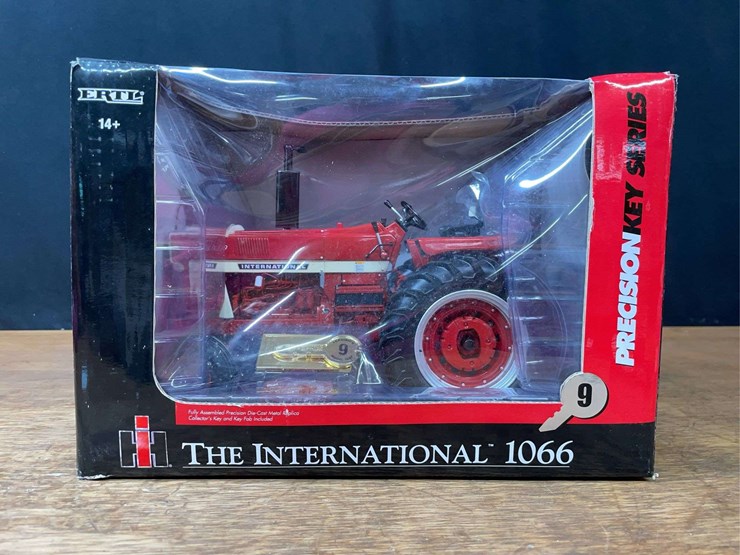 ERTL
14+
PRECISION KEY SERIES
INTERNATIONAL
9
9
Fully Assembled Precision Die-Cast Metal Replica
Collector's Key and Key Fob Included
IH
THE INTERNATIONAL™ 1066